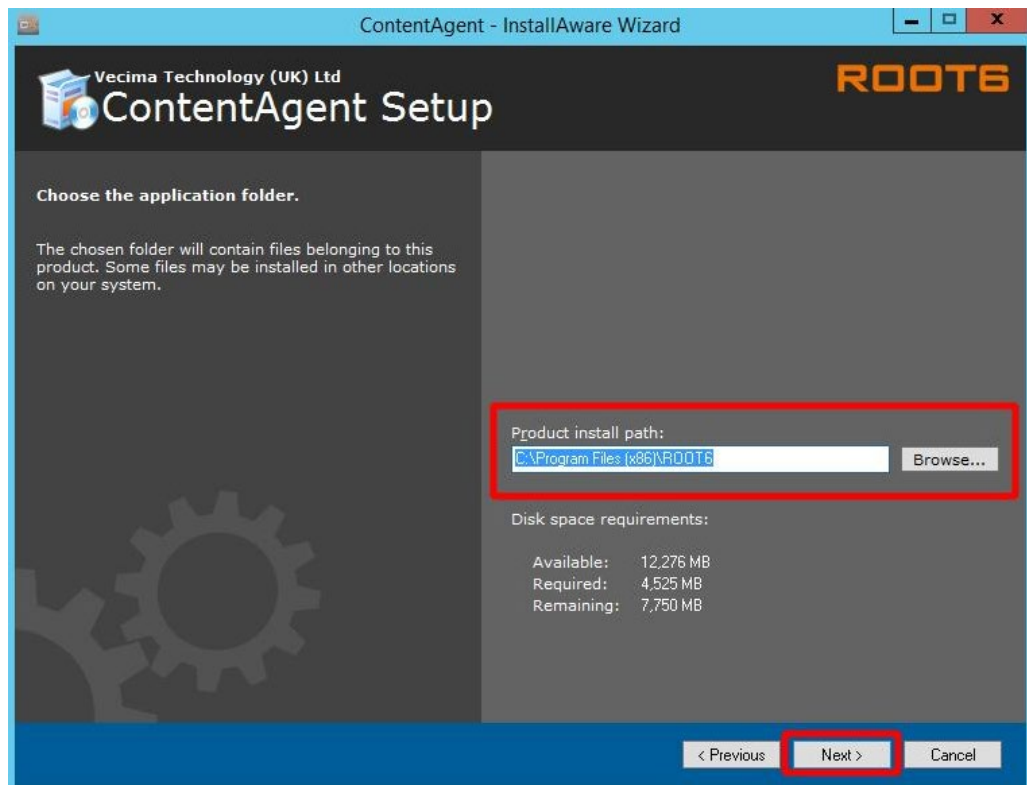 ContentAgent - InstallAware Wizard
Vecima Technology (UK) Ltd
ContentAgent Setup
ROOT6
Choose the application folder.
The chosen folder will contain files belonging to this
product. Some files may be installed in other locations
on your system.
Product install path:
C:\Program Files (x86)\ROOT6
Browse...
Disk space requirements:
Available: 12,276 MB
Required: 4,525 MB
Remaining: 7,750 MB
< Previous
Next >
Cancel